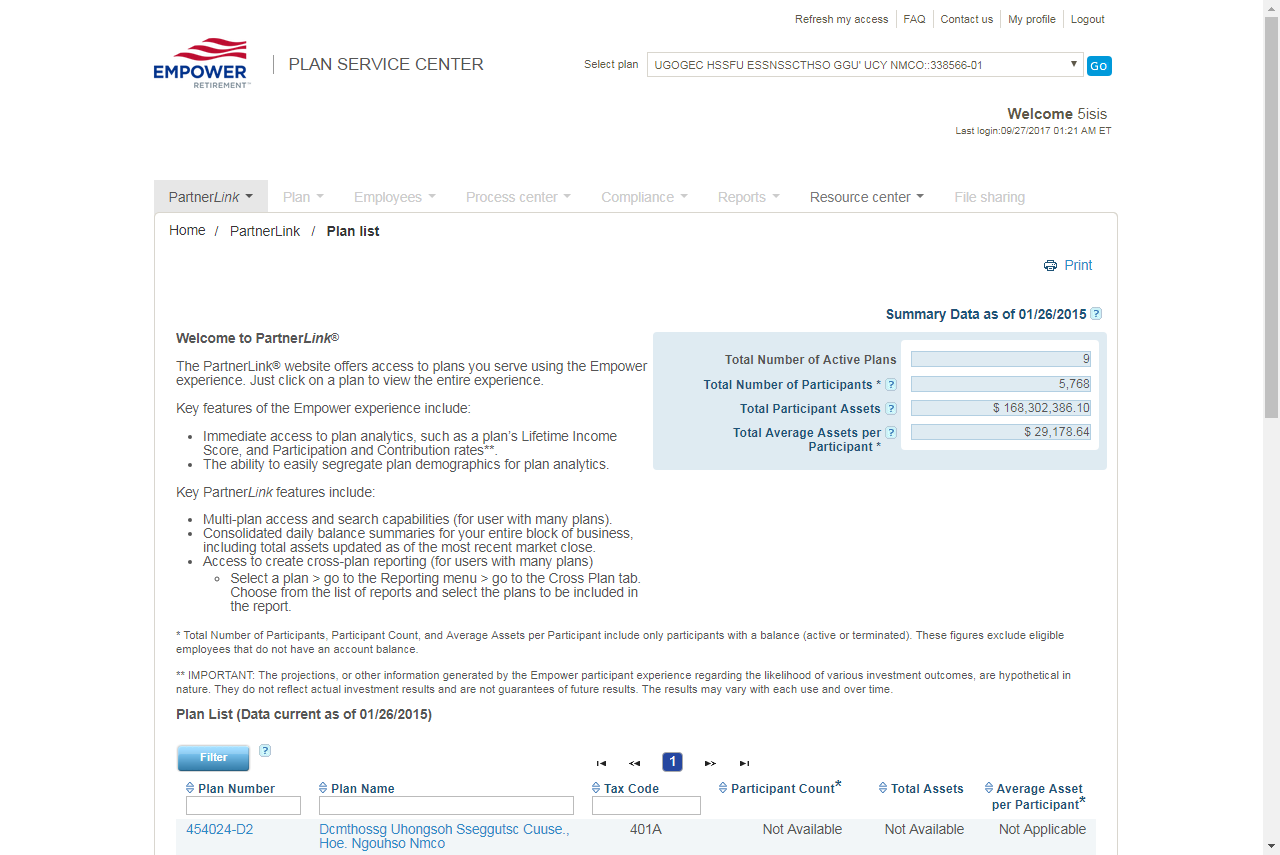 Refresh my access FAQ Contact us My profile Logout
EMPOWER
RETIREMENT™
PLAN SERVICE CENTER
Select plan UGOGEC HSSFU ESSNSSCTHSO GGU' UCY NMCO::338566-01 Go
Welcome 5isis
Last login:09/27/2017 01:21 AM ET
PartnerLink Plan Employees Process center Compliance Reports Resource center File sharing
Home / PartnerLink / Plan list
Print
Summary Data as of 01/26/2015 ?
Total Number of Active Plans 9
Total Number of Participants * ? 5,768
Total Participant Assets ? $ 168,302,386.10
Total Average Assets per ? $ 29,178.64
Participant *
Welcome to PartnerLink®
The PartnerLink® website offers access to plans you serve using the Empower
experience. Just click on a plan to view the entire experience.
Key features of the Empower experience include:
• Immediate access to plan analytics, such as a plan’s Lifetime Income
Score, and Participation and Contribution rates**.
• The ability to easily segregate plan demographics for plan analytics.
Key PartnerLink features include:
• Multi-plan access and search capabilities (for user with many plans).
• Consolidated daily balance summaries for your entire block of business,
including total assets updated as of the most recent market close.
• Access to create cross-plan reporting (for users with many plans)
◦ Select a plan > go to the Reporting menu > go to the Cross Plan tab.
Choose from the list of reports and select the plans to be included in
the report.
* Total Number of Participants, Participant Count, and Average Assets per Participant include only participants with a balance (active or terminated). These figures exclude eligible
employees that do not have an account balance.
** IMPORTANT: The projections, or other information generated by the Empower participant experience regarding the likelihood of various investment outcomes, are hypothetical in
nature. They do not reflect actual investment results and are not guarantees of future results. The results may vary with each use and over time.
Plan List (Data current as of 01/26/2015)
Filter ?
1
Plan Number Plan Name Tax Code Participant Count* Total Assets Average Asset
per Participant*
454024-D2 Dcmthossg Uhongsoh Sseggutsc Cuuse., 401A Not Available Not Available Not Applicable
Hoe. Ngouhso Nmco